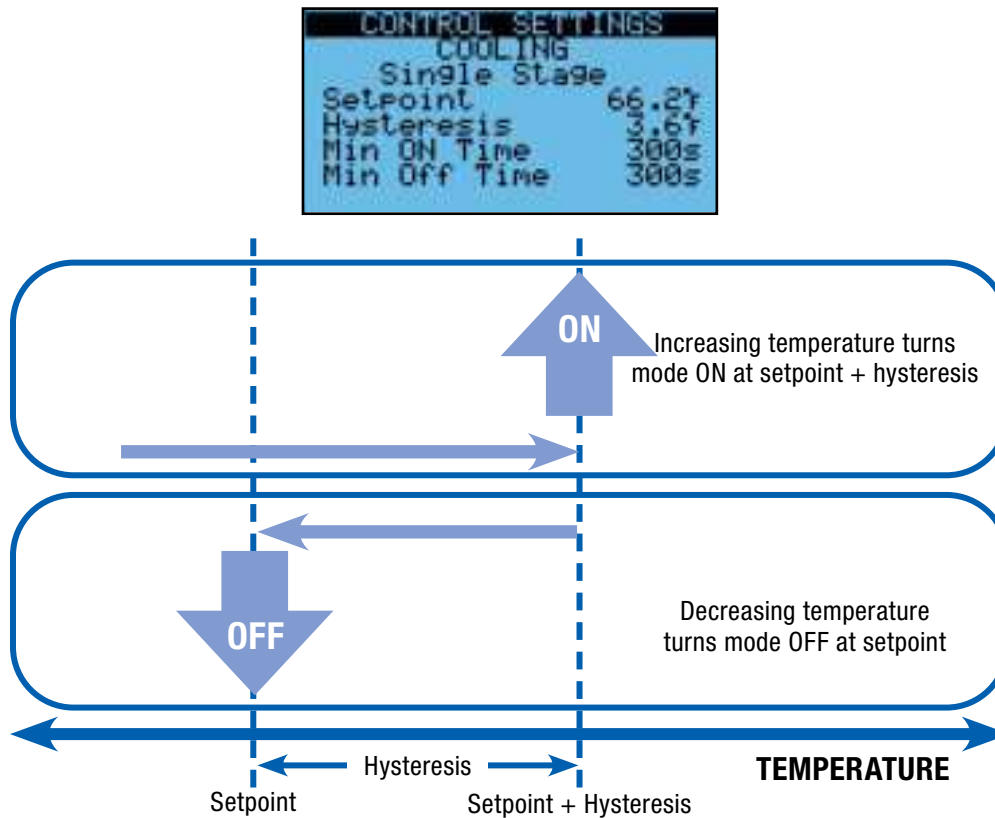 CONTROL SETTINGS
COOLING
Single Stage
Setpoint 66.2°F
Hysteresis 3.6°F
Min ON Time 300s
Min Off Time 300s
ON
Increasing temperature turns
mode ON at setpoint + hysteresis
OFF
Decreasing temperature
turns mode OFF at setpoint
Hysteresis
TEMPERATURE
Setpoint
Setpoint + Hysteresis